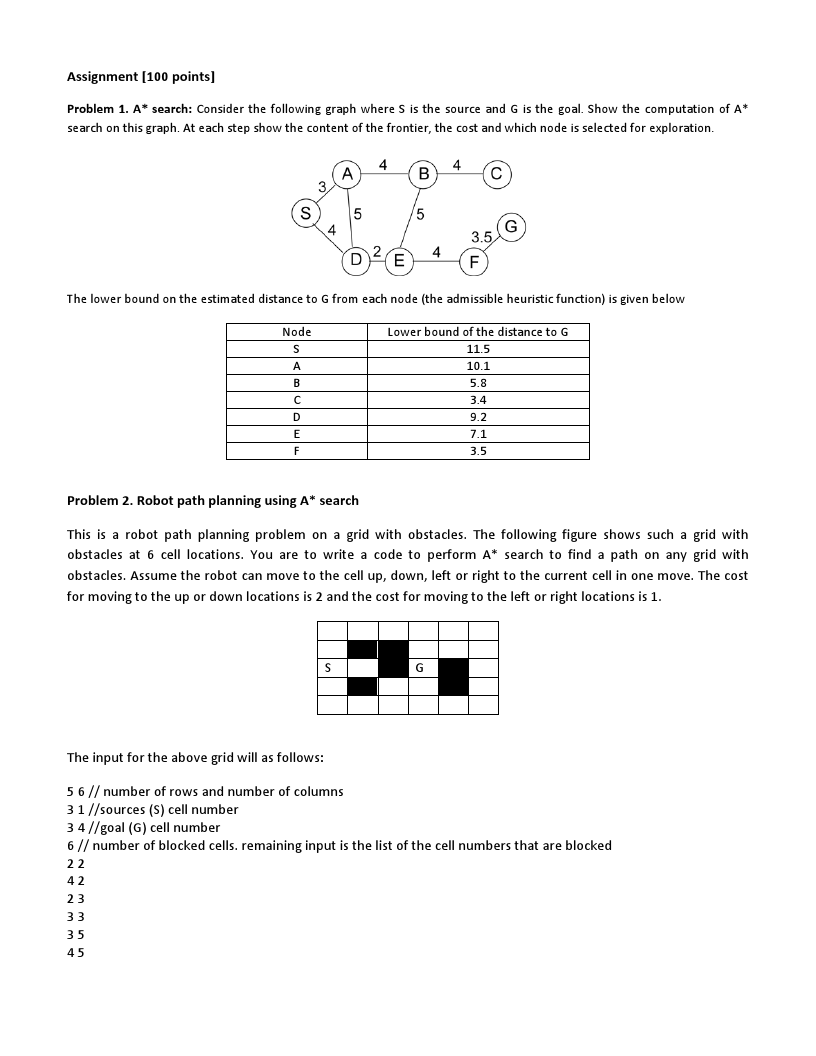 Assignment [100 points]
Problem 1. A* search: Consider the following graph where S is the source and G is the goal. Show the computation of A*
search on this graph. At each step show the content of the frontier, the cost and which node is selected for exploration.
A 4 B 4 C
3
S 5 5 G
4 3.5
D 2 E 4 F
The lower bound on the estimated distance to G from each node (the admissible heuristic function) is given below
Node Lower bound of the distance to G
S 11.5
A 10.1
B 5.8
C 3.4
D 9.2
E 7.1
F 3.5
Problem 2. Robot path planning using A* search
This is a robot path planning problem on a grid with obstacles. The following figure shows such a grid with
obstacles at 6 cell locations. You are to write a code to perform A* search to find a path on any grid with
obstacles. Assume the robot can move to the cell up, down, left or right to the current cell in one move. The cost
for moving to the up or down locations is 2 and the cost for moving to the left or right locations is 1.
S G
The input for the above grid will as follows:
5 6 // number of rows and number of columns
3 1 //sources (S) cell number
3 4 //goal (G) cell number
6 // number of blocked cells. remaining input is the list of the cell numbers that are blocked
2 2
4 2
2 3
3 3
3 5
4 5